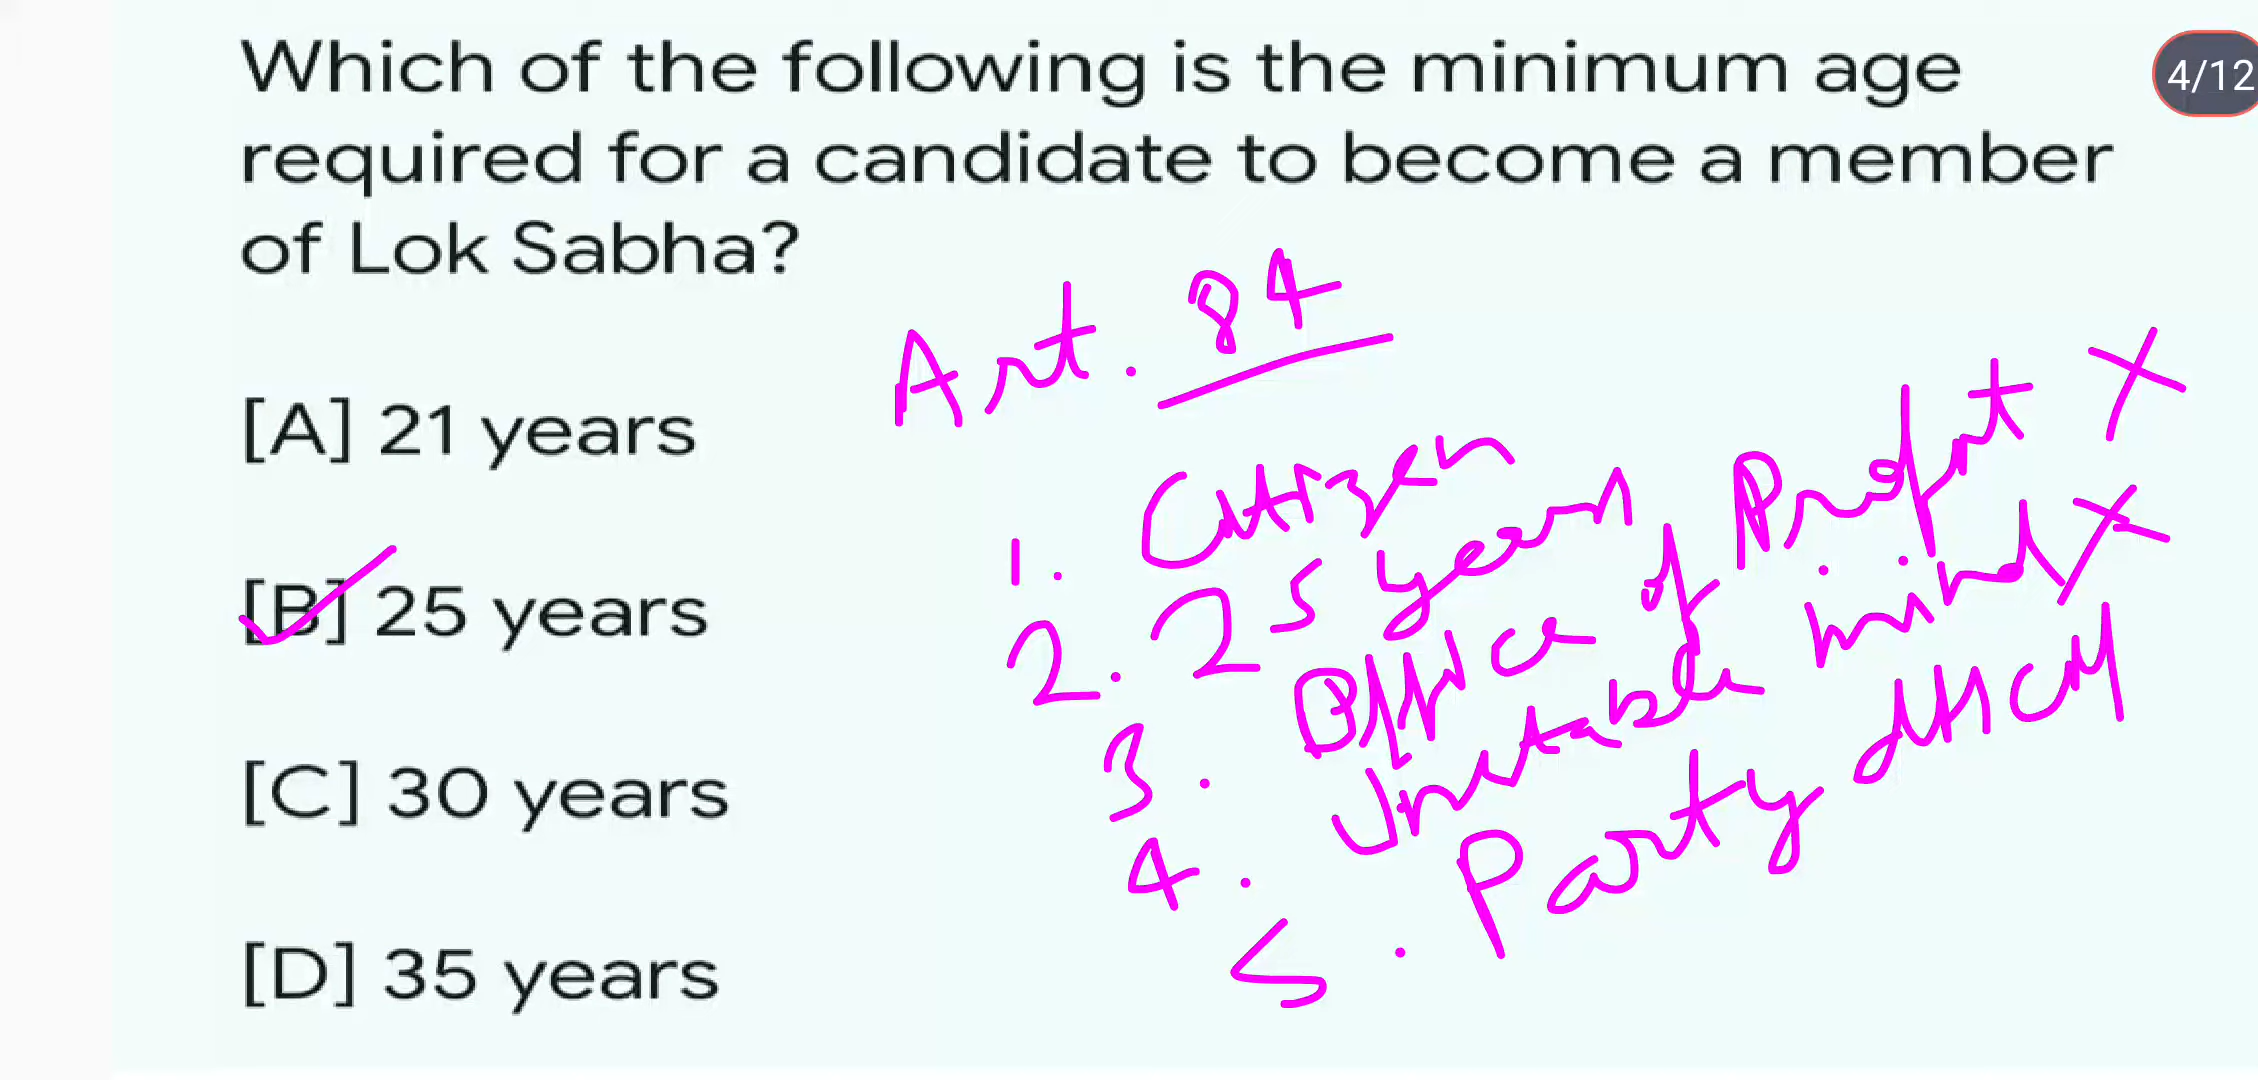 Which of the following is the minimum age
4/12
required for a candidate to become a member
of Lok Sabha?
Art. 84
[A] 21 years
1. Citizen
[B] 25 years
2. 25 years
3. Office of Profit X
[C] 30 years
4. Unstable mind X
5. Party
[D] 35 years